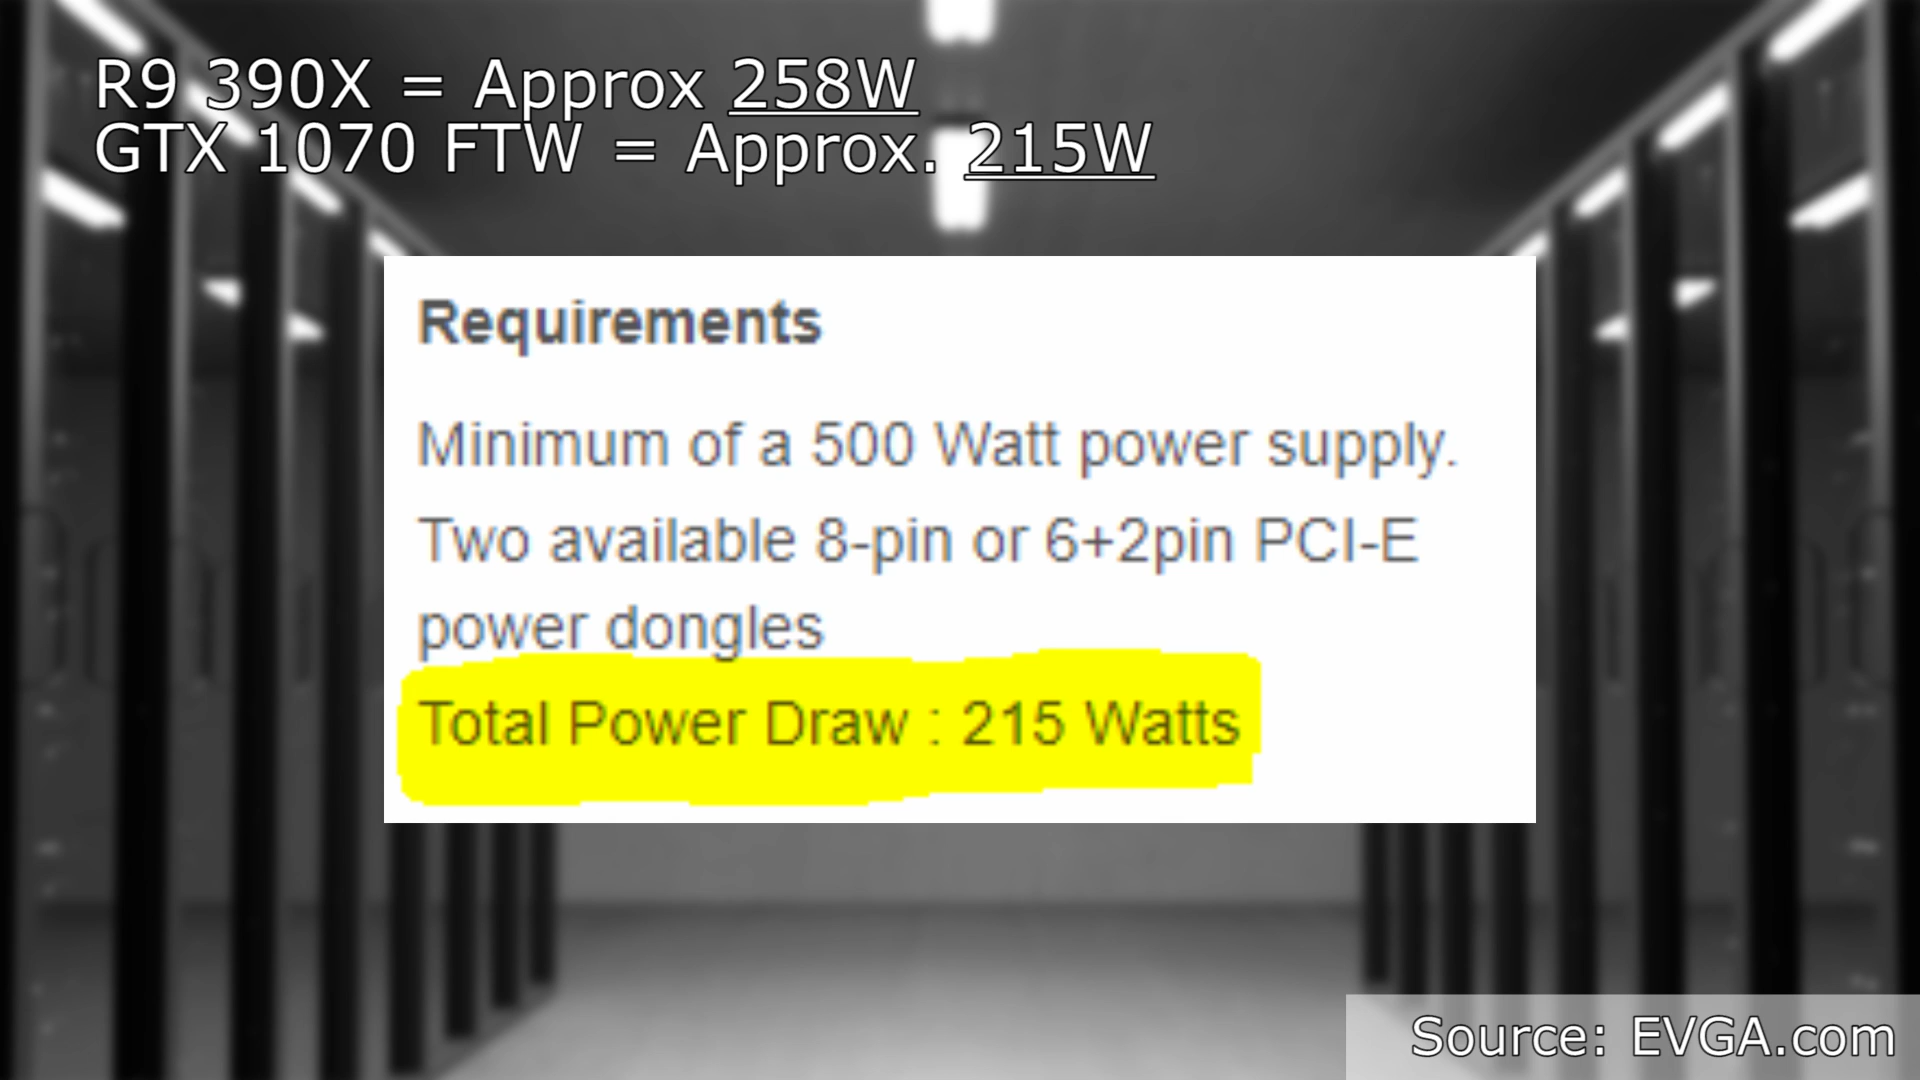 R9 390X = Approx 258W
GTX 1070 FTW = Approx. 215W
Requirements
Minimum of a 500 Watt power supply.
Two available 8-pin or 6+2pin PCI-E
power dongles
Total Power Draw : 215 Watts
Source: EVGA.com